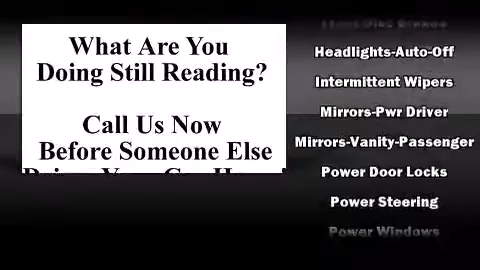 What Are You
Doing Still Reading?
Call Us Now
Before Someone Else
Headlights-Auto-Off
Intermittent Wipers
Mirrors-Pwr Driver
Mirrors-Vanity-Passenger
Power Door Locks
Power Steering
Power Windows